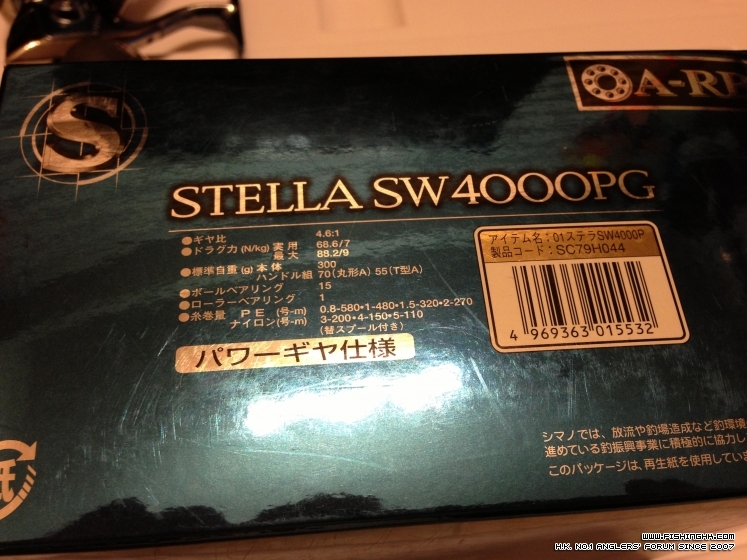 S
A-RB
STELLA SW4000PG
●ギヤ比 4.6:1
●ドラグ力(N/kg) 実用 68.6/7
最大 88.2/9
●標準自重(g) 本体 300
ハンドル組 70(丸形A) 55(T型A)
●ボールベアリング 15
●ローラーベアリング 1
●糸巻量 PE (号-m) 0.8-580•1-480•1.5-320•2-270
ナイロン(号-m) 3-200•4-150•5-110
(替スプール付き)
パワーギヤ仕様
アイテム名:01ステラSW4000P
製品コード:SC79H044
4 969363 015532
シマノでは、放流や釣場造成など釣環境
進めている釣振興事業に積極的に協力し
このパッケージは、再生紙を使用していま
紙
WWW.FISHINGHK.COM
H.K. NO.1 ANGLERS' FORUM SINCE 2007